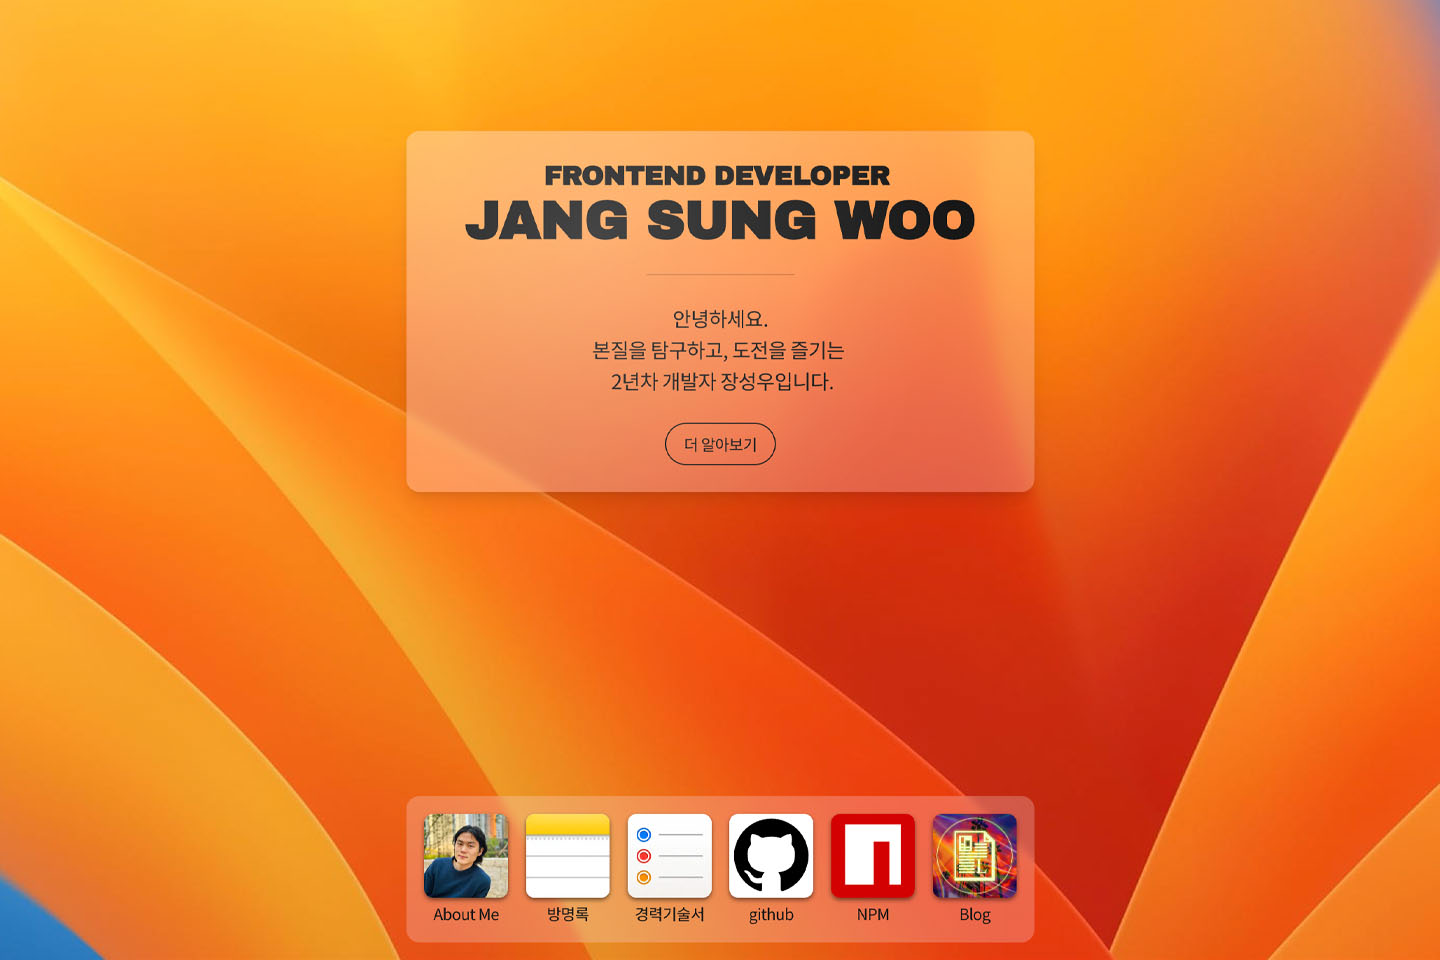 FRONTEND DEVELOPER
JANG SUNG WOO
안녕하세요.
본질을 탐구하고, 도전을 즐기는
2년차 개발자 장성우입니다.
더 알아보기
About Me
방명록
경력기술서
github
NPM
Blog